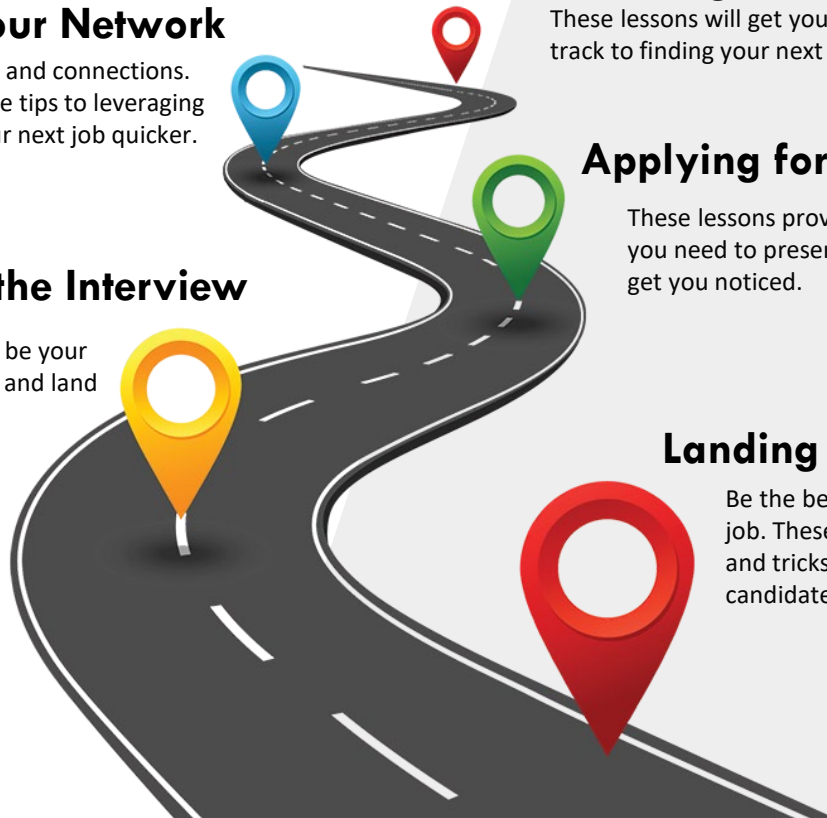 our Network
and connections.
e tips to leveraging
ur next job quicker.
These lessons will get you
track to finding your next
Applying for
These lessons prov
you need to presen
get you noticed.
the Interview
be your
and land
Landing
Be the be
job. These
and tricks
candidate